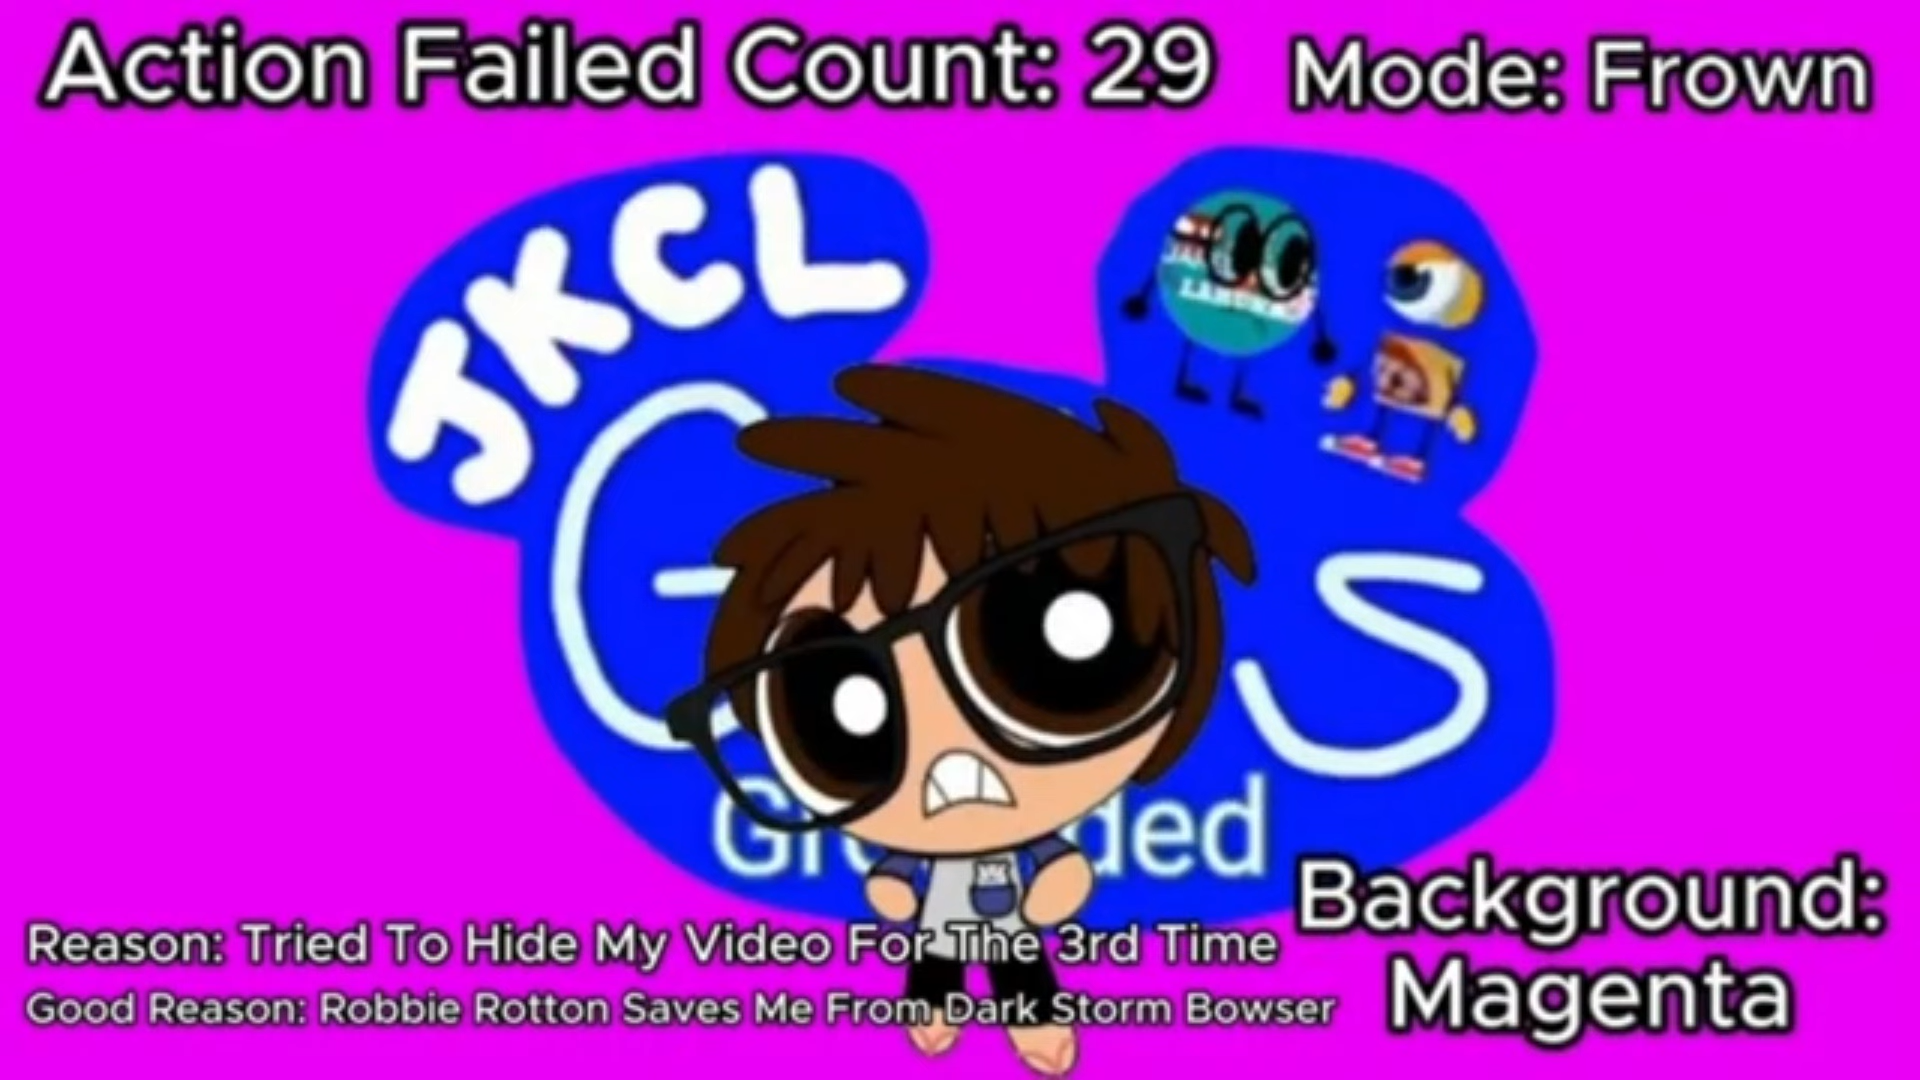 Action Failed Count: 29
Mode: Frown
JKCL
G S
Reason: Tried To Hide My Video For The 3rd Time
Good Reason: Robbie Rotton Saves Me From Dark Storm Bowser
Background:
Magenta